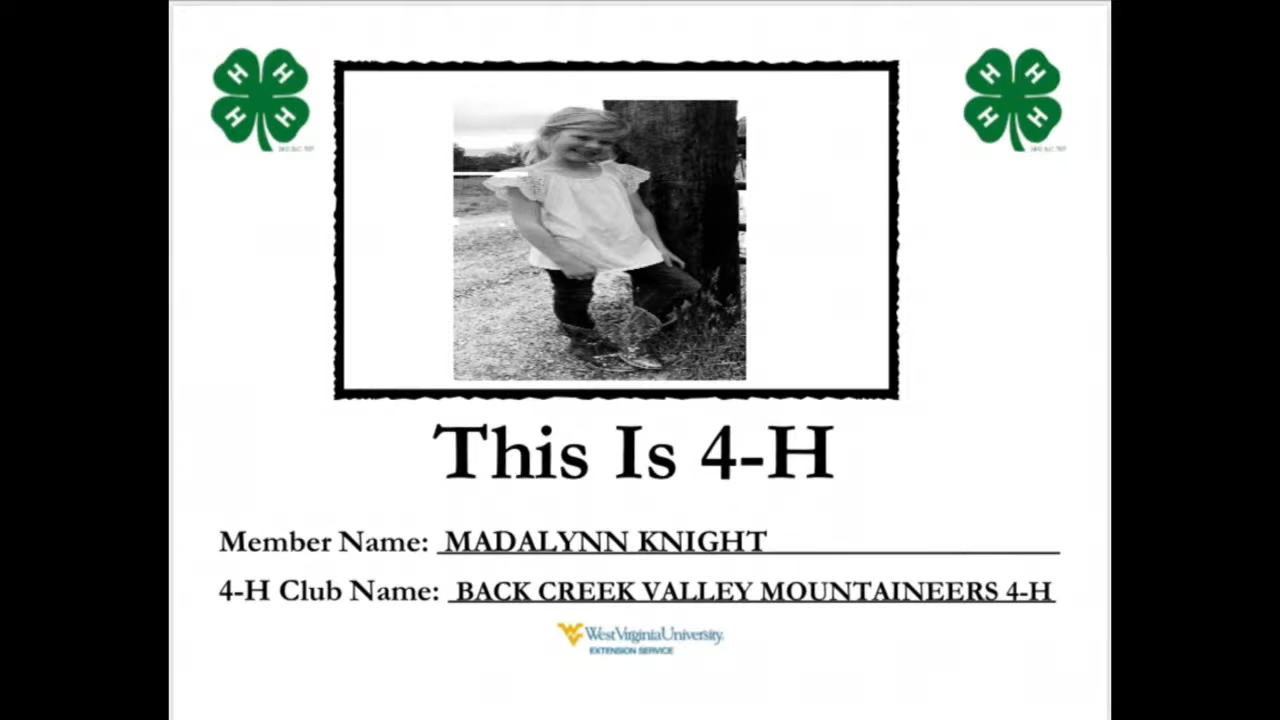 H H
H H
H H
H H
This Is 4-H
Member Name: MADALYNN KNIGHT
4-H Club Name: BACK CREEK VALLEY MOUNTAINEERS 4-H
WestVirginiaUniversity.
EXTENSION SERVICE